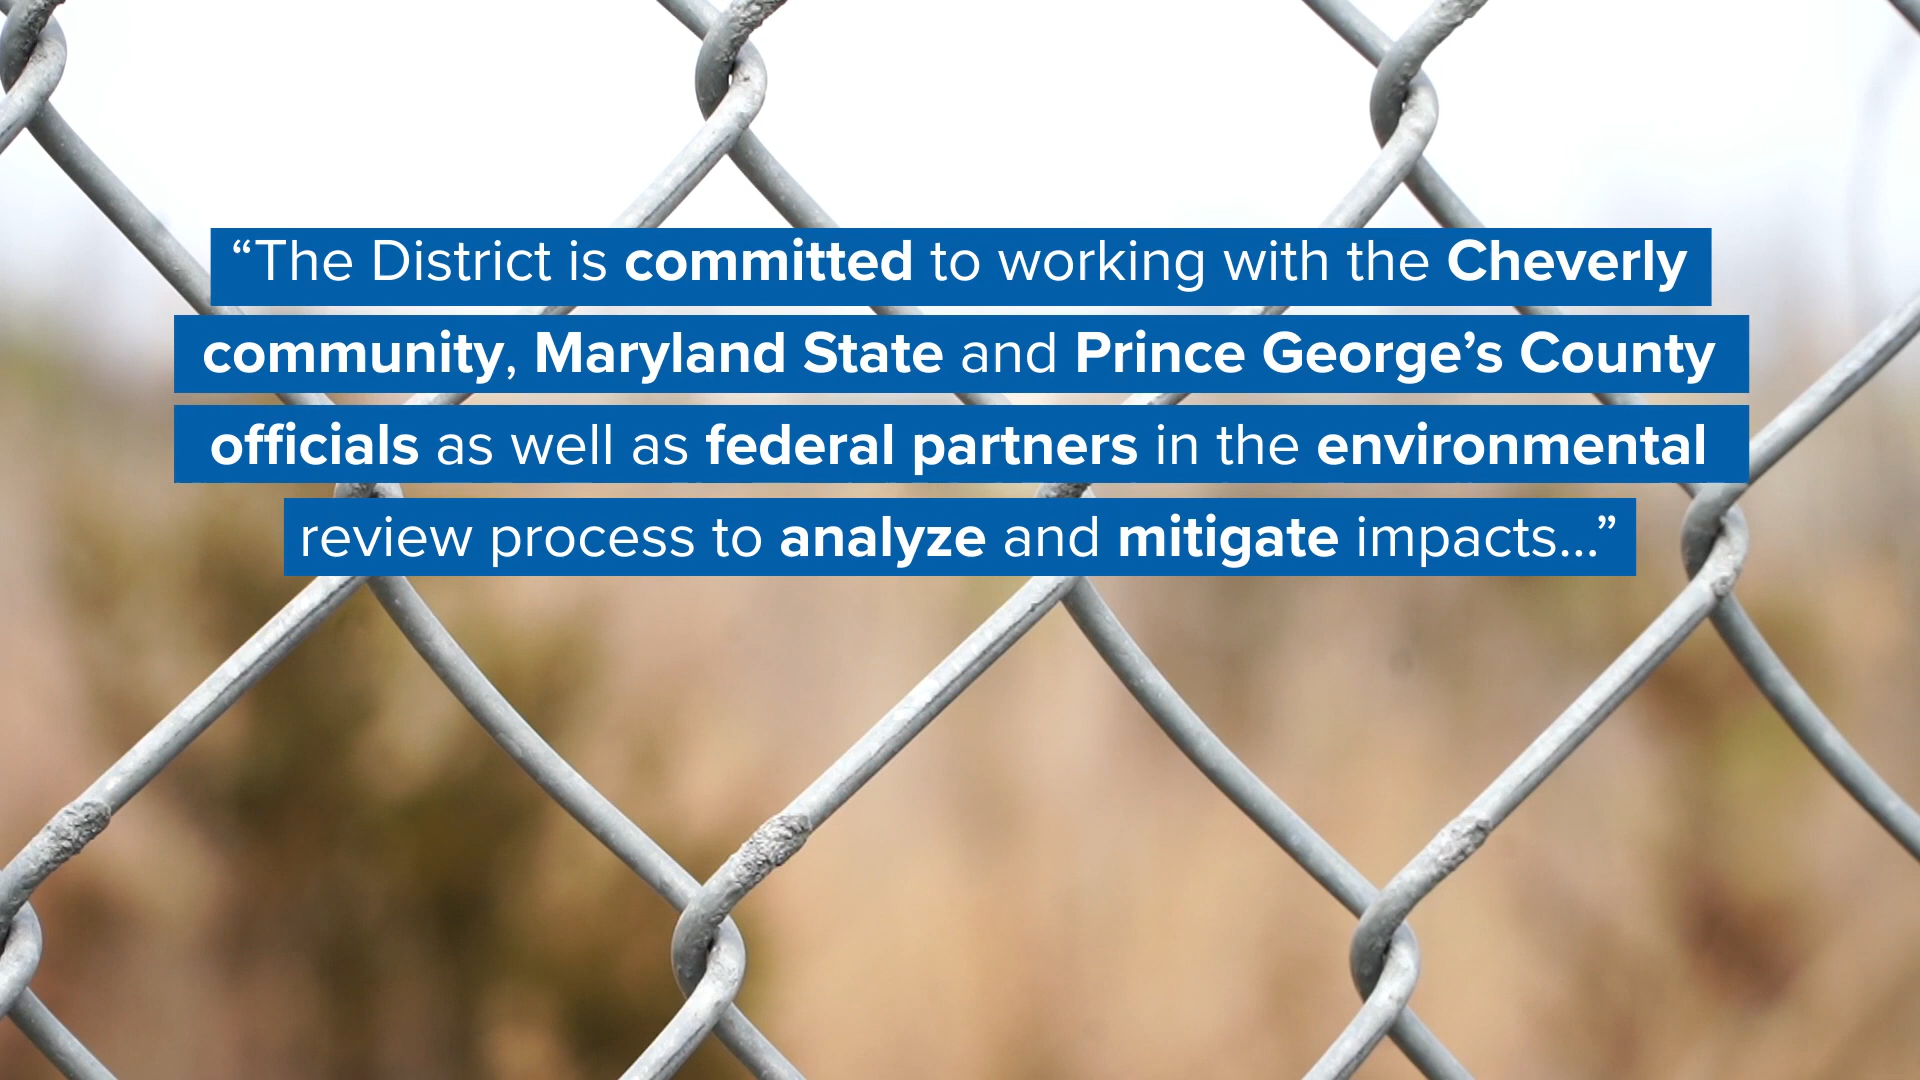 “The District is committed to working with the Cheverly
community, Maryland State and Prince George’s County
officials as well as federal partners in the environmental
review process to analyze and mitigate impacts...”